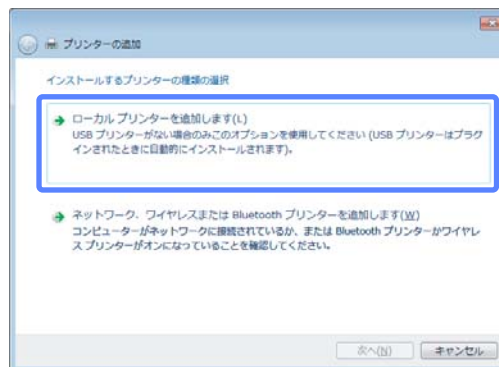 プリンターの追加
インストールするプリンターの種類の選択
ローカル プリンターを追加します(L)
USB プリンターがない場合のみこのオプションを使用してください (USB プリンターはプラグ
インされたときに自動的にインストールされます)。
ネットワーク、ワイヤレスまたは Bluetooth プリンターを追加します(W)
コンピューターがネットワークに接続されているか、または Bluetooth プリンターかワイヤレ
ス プリンターがオンになっていることを確認してください。
次へ(N) キャンセル